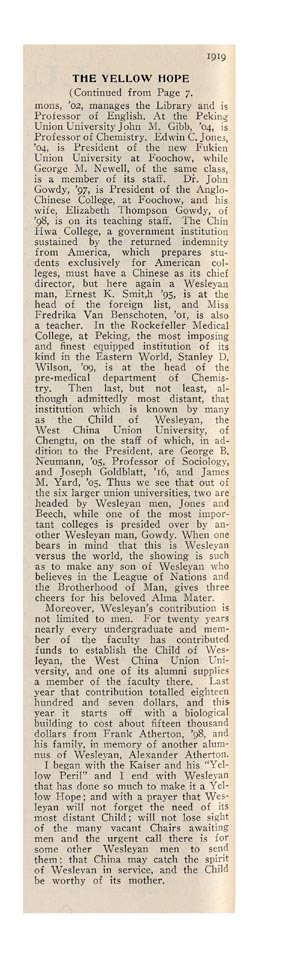 1919
THE YELLOW HOPE
(Continued from Page 7.
mons, '02, manages the Library and is
Professor of English. At the Peking
Union University John M. Gibb, '04, is
Professor of Chemistry. Edwin C. Jones,
'04, is President of the new Fukien
Union University at Foochow, while
George M. Newell, of the same class,
is a member of its staff. Dr. John
Gowdy, '97, is President of the Anglo-
Chinese College, at Foochow, and his
wife, Elizabeth Thompson Gowdy, of
'98, is on its teaching staff. The Chin
Hwa College, a government institution
sustained by the returned indemnity
from America, which prepares stu-
dents exclusively for American col-
leges, must have a Chinese as its chief
director, but here again a Wesleyan
man, Ernest K. Smit,h '95, is at the
head of the foreign list, and Miss
Fredrika Van Benschoten, '01, is also
a teacher. In the Rockefeller Medical
College, at Peking, the most imposing
and finest equipped institution of its
kind in the Eastern World, Stanley D.
Wilson, '09, is at the head of the
pre-medical department of Chemis-
try. Then last, but not least, al-
though admittedly most distant, that
institution which is known by many
as the Child of Wesleyan, the
West China Union University, of
Chengtu, on the staff of which, in ad-
dition to the President, are George B.
Neumann, '05, Professor of Sociology,
and Joseph Goldblatt, '16, and James
M. Yard, '05. Thus we see that out of
the six larger union universities, two are
headed by Wesleyan men, Jones and
Beech, while one of the most impor-
tant colleges is presided over by an-
other Wesleyan man, Gowdy. When one
bears in mind that this is Wesleyan
versus the world, the showing is such
as to make any son of Wesleyan who
believes in the League of Nations and
the Brotherhood of Man, gives three
cheers for his beloved Alma Mater.
Moreover, Wesleyan's contribution is
not limited to men. For twenty years
nearly every undergraduate and mem-
ber of the faculty has contributed
funds to establish the Child of Wes-
leyan, the West China Union Uni-
versity, and one of its alumni supplies
a member of the faculty there. Last
year that contribution totalled eighteen
hundred and seven dollars, and this
year it starts off with a biological
building to cost about fifteen thousand
dollars from Frank Atherton, '98, and
his family, in memory of another alum-
nus of Wesleyan, Alexander Atherton.
I began with the Kaiser and his "Yel-
low Peril" and I end with Wesleyan
that has done so much to make it a Yel-
low Hope; and with a prayer that Wes-
leyan will not forget the need of its
most distant Child; will not lose sight
of the many vacant Chairs awaiting
men and the urgent call there is for
some other Wesleyan men to send
them; that China may catch the spirit
of Wesleyan in service, and the Child
be worthy of its mother.